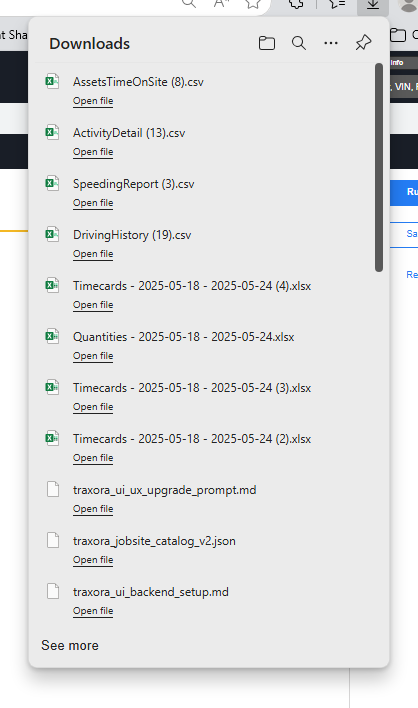 t Sha
Downloads
Info
, VIN, F
AssetsTimeOnSite (8).csv
Open file
ActivityDetail (13).csv
Open file
SpeedingReport (3).csv
Open file
Ru
DrivingHistory (19).csv
Sa
Open file
Timecards - 2025-05-18 - 2025-05-24 (4).xlsx
Re
Open file
Quantities - 2025-05-18 - 2025-05-24.xlsx
Open file
Timecards - 2025-05-18 - 2025-05-24 (3).xlsx
Open file
Timecards - 2025-05-18 - 2025-05-24 (2).xlsx
Open file
traxora_ui_ux_upgrade_prompt.md
Open file
traxora_jobsite_catalog_v2.json
Open file
traxora_ui_backend_setup.md
Open file
See more